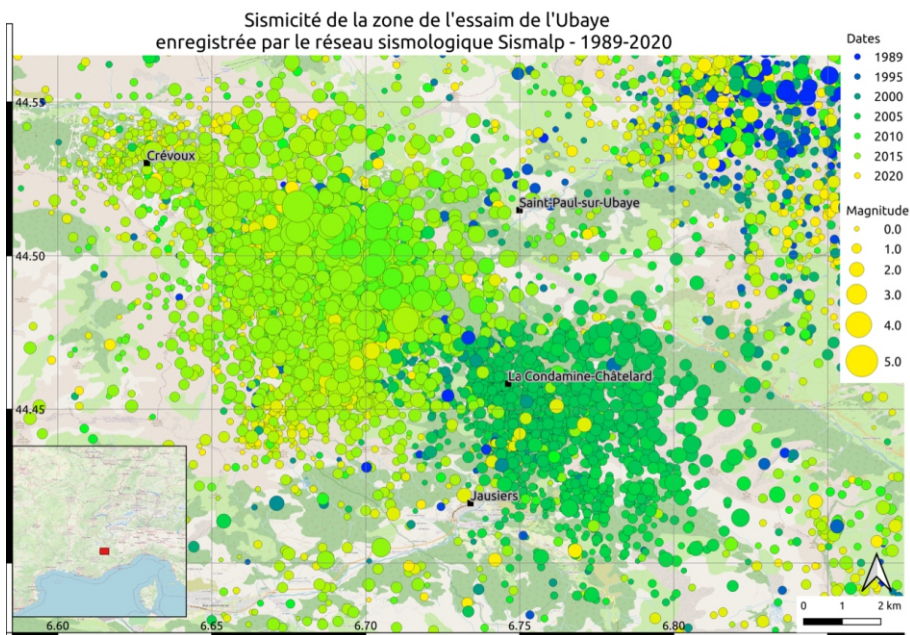 Sismicité de la zone de l'essaim de l'Ubaye
enregistrée par le réseau sismologique Sismalp - 1989-2020
Dates
1989
1995
2000
2005
2010
2015
2020
Magnitude
0.0
1.0
2.0
3.0
4.0
5.0
44.55
44.50
44.45
Crévoux
Saint-Paul-sur-Ubaye
La Condamine-Châtelard
Jausiers
0 1 2 km
6.60 6.65 6.70 6.75 6.80